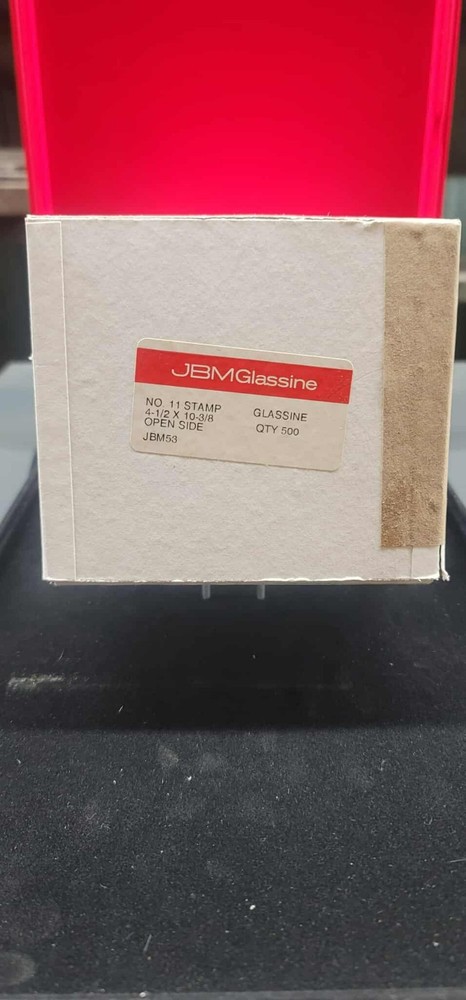 JBMGlassine
NO. 11 STAMP
4-1/2 X 10-3/8 GLASSINE
OPEN SIDE QTY 500
JBM53